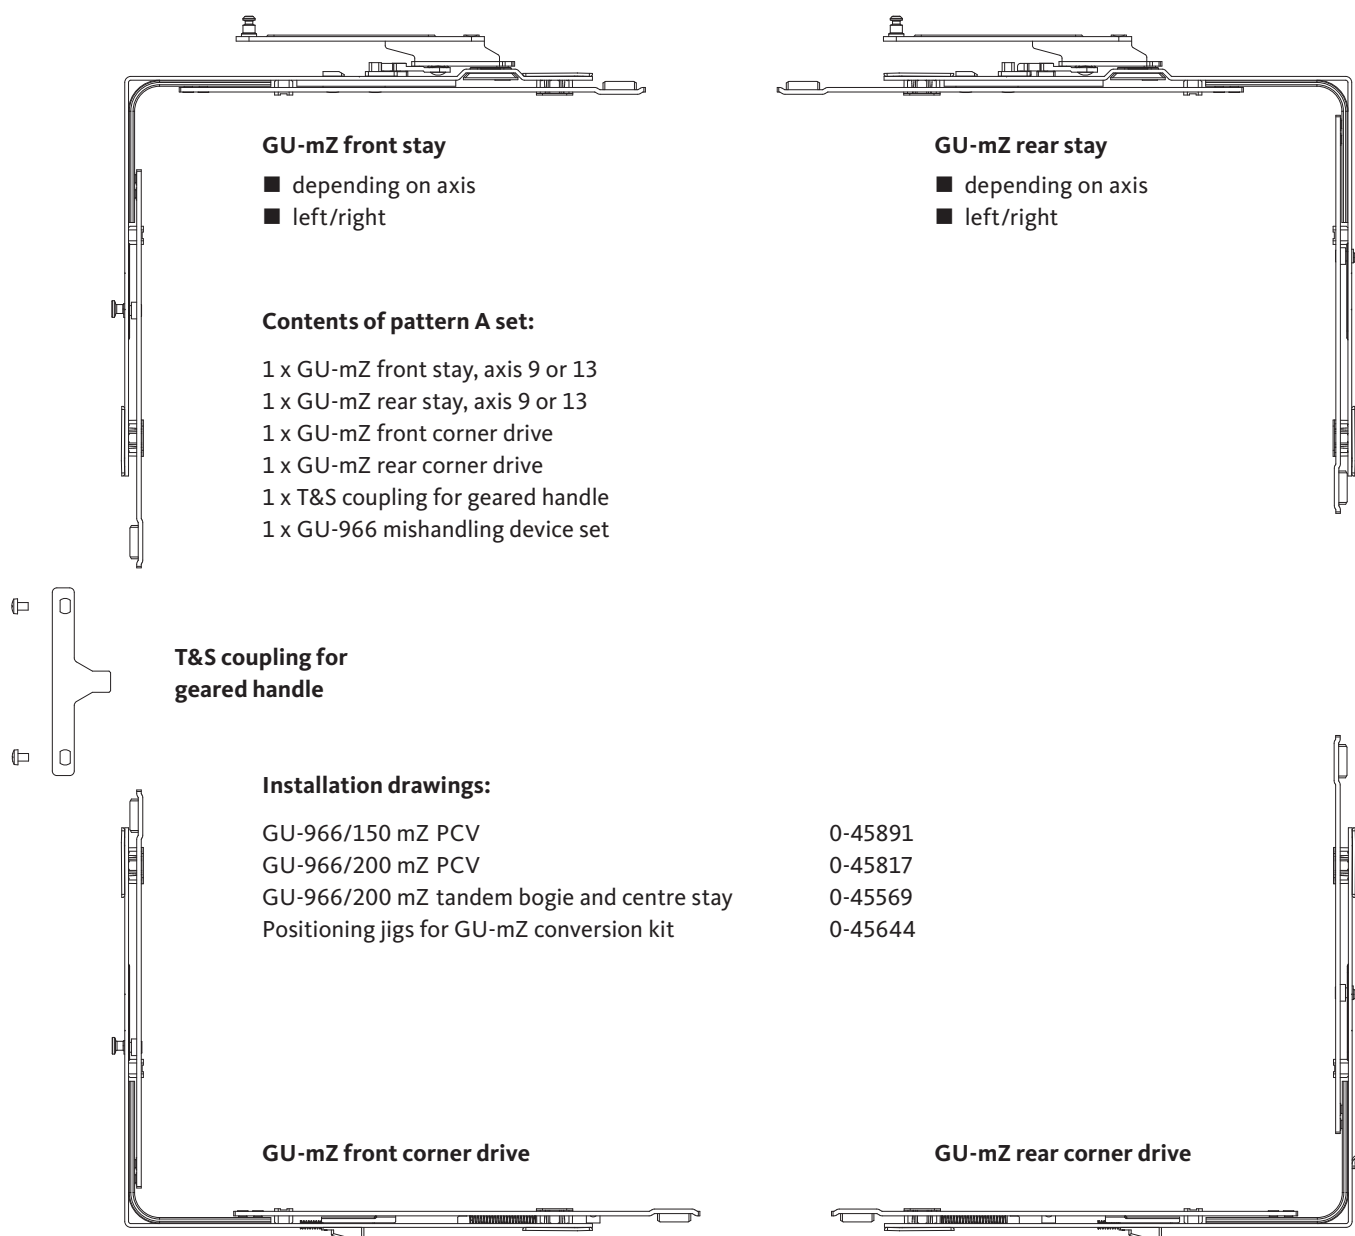 GU-mZ front stay
■ depending on axis
■ left/right
GU-mZ rear stay
■ depending on axis
■ left/right
Contents of pattern A set:
1 x GU-mZ front stay, axis 9 or 13
1 x GU-mZ rear stay, axis 9 or 13
1 x GU-mZ front corner drive
1 x GU-mZ rear corner drive
1 x T&S coupling for geared handle
1 x GU-966 mishandling device set
T&S coupling for
geared handle
Installation drawings:
GU-966/150 mZ PCV 0-45891
GU-966/200 mZ PCV 0-45817
GU-966/200 mZ tandem bogie and centre stay 0-45569
Positioning jigs for GU-mZ conversion kit 0-45644
GU-mZ front corner drive
GU-mZ rear corner drive